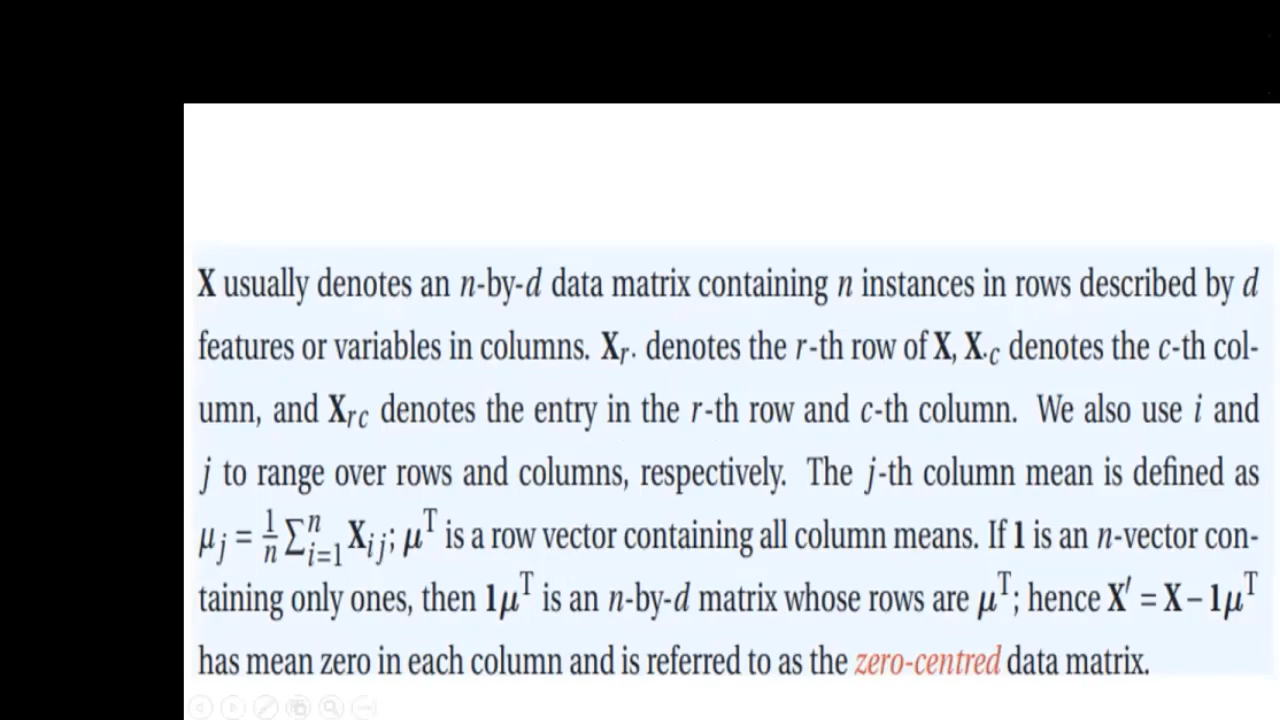 X usually denotes an n-by-d data matrix containing n instances in rows described by d
features or variables in columns. Xr· denotes the r-th row of X, X·c denotes the c-th col-
umn, and Xrc denotes the entry in the r-th row and c-th column. We also use i and
j to range over rows and columns, respectively. The j-th column mean is defined as
μj = 1/n ∑ⁿi=1 Xij; μᵀ is a row vector containing all column means. If 1 is an n-vector con-
taining only ones, then 1μᵀ is an n-by-d matrix whose rows are μᵀ; hence X′ = X − 1μᵀ
has mean zero in each column and is referred to as the zero-centred data matrix.